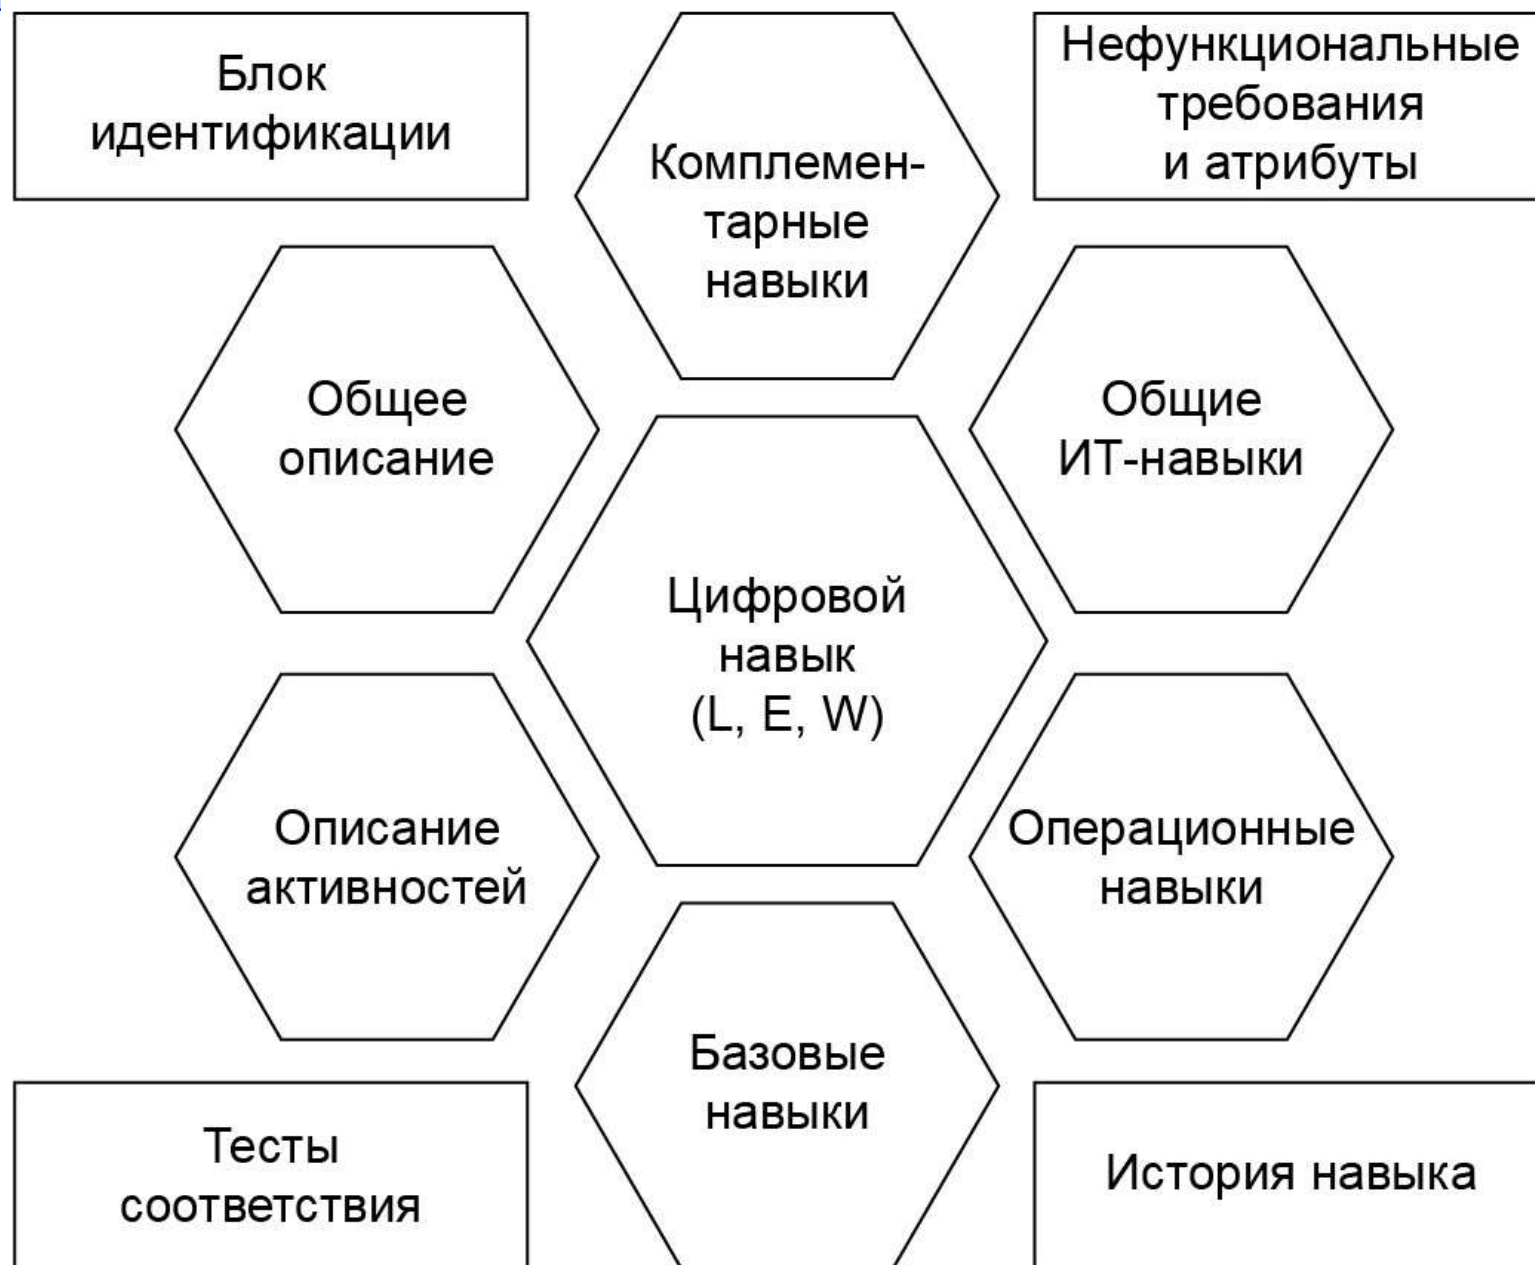 Блок
идентификации
Комплемен-
тарные
навыки
Нефункциональные
требования
и атрибуты
Общее
описание
Общие
ИТ-навыки
Цифровой
навык
(L, E, W)
Описание
активностей
Операционные
навыки
Базовые
навыки
Тесты
соответствия
История навыка